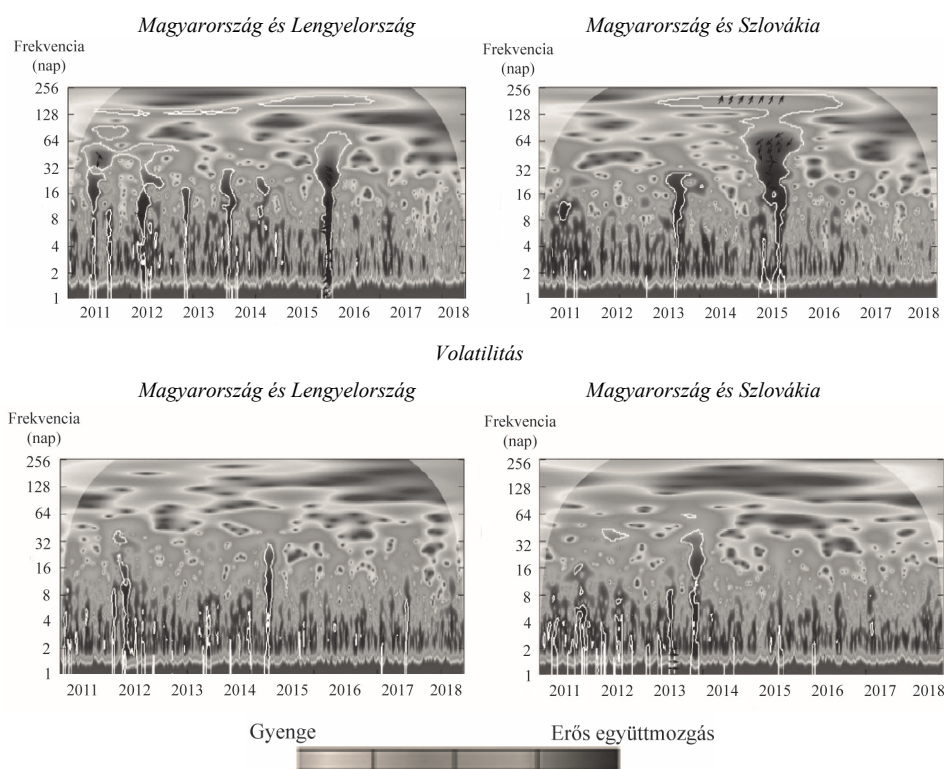 Magyarország és Lengyelország
Magyarország és Szlovákia
Frekvencia
(nap)
256
128
64
32
16
8
4
2
1
2011 2012 2013 2014 2015 2016 2017 2018
Frekvencia
(nap)
256
128
64
32
16
8
4
2
1
2011 2012 2013 2014 2015 2016 2017 2018
Volatilitás
Magyarország és Lengyelország
Magyarország és Szlovákia
Frekvencia
(nap)
256
128
64
32
16
8
4
2
1
2011 2012 2013 2014 2015 2016 2017 2018
Frekvencia
(nap)
256
128
64
32
16
8
4
2
1
2011 2012 2013 2014 2015 2016 2017 2018
Gyenge
Erős együttmozgás